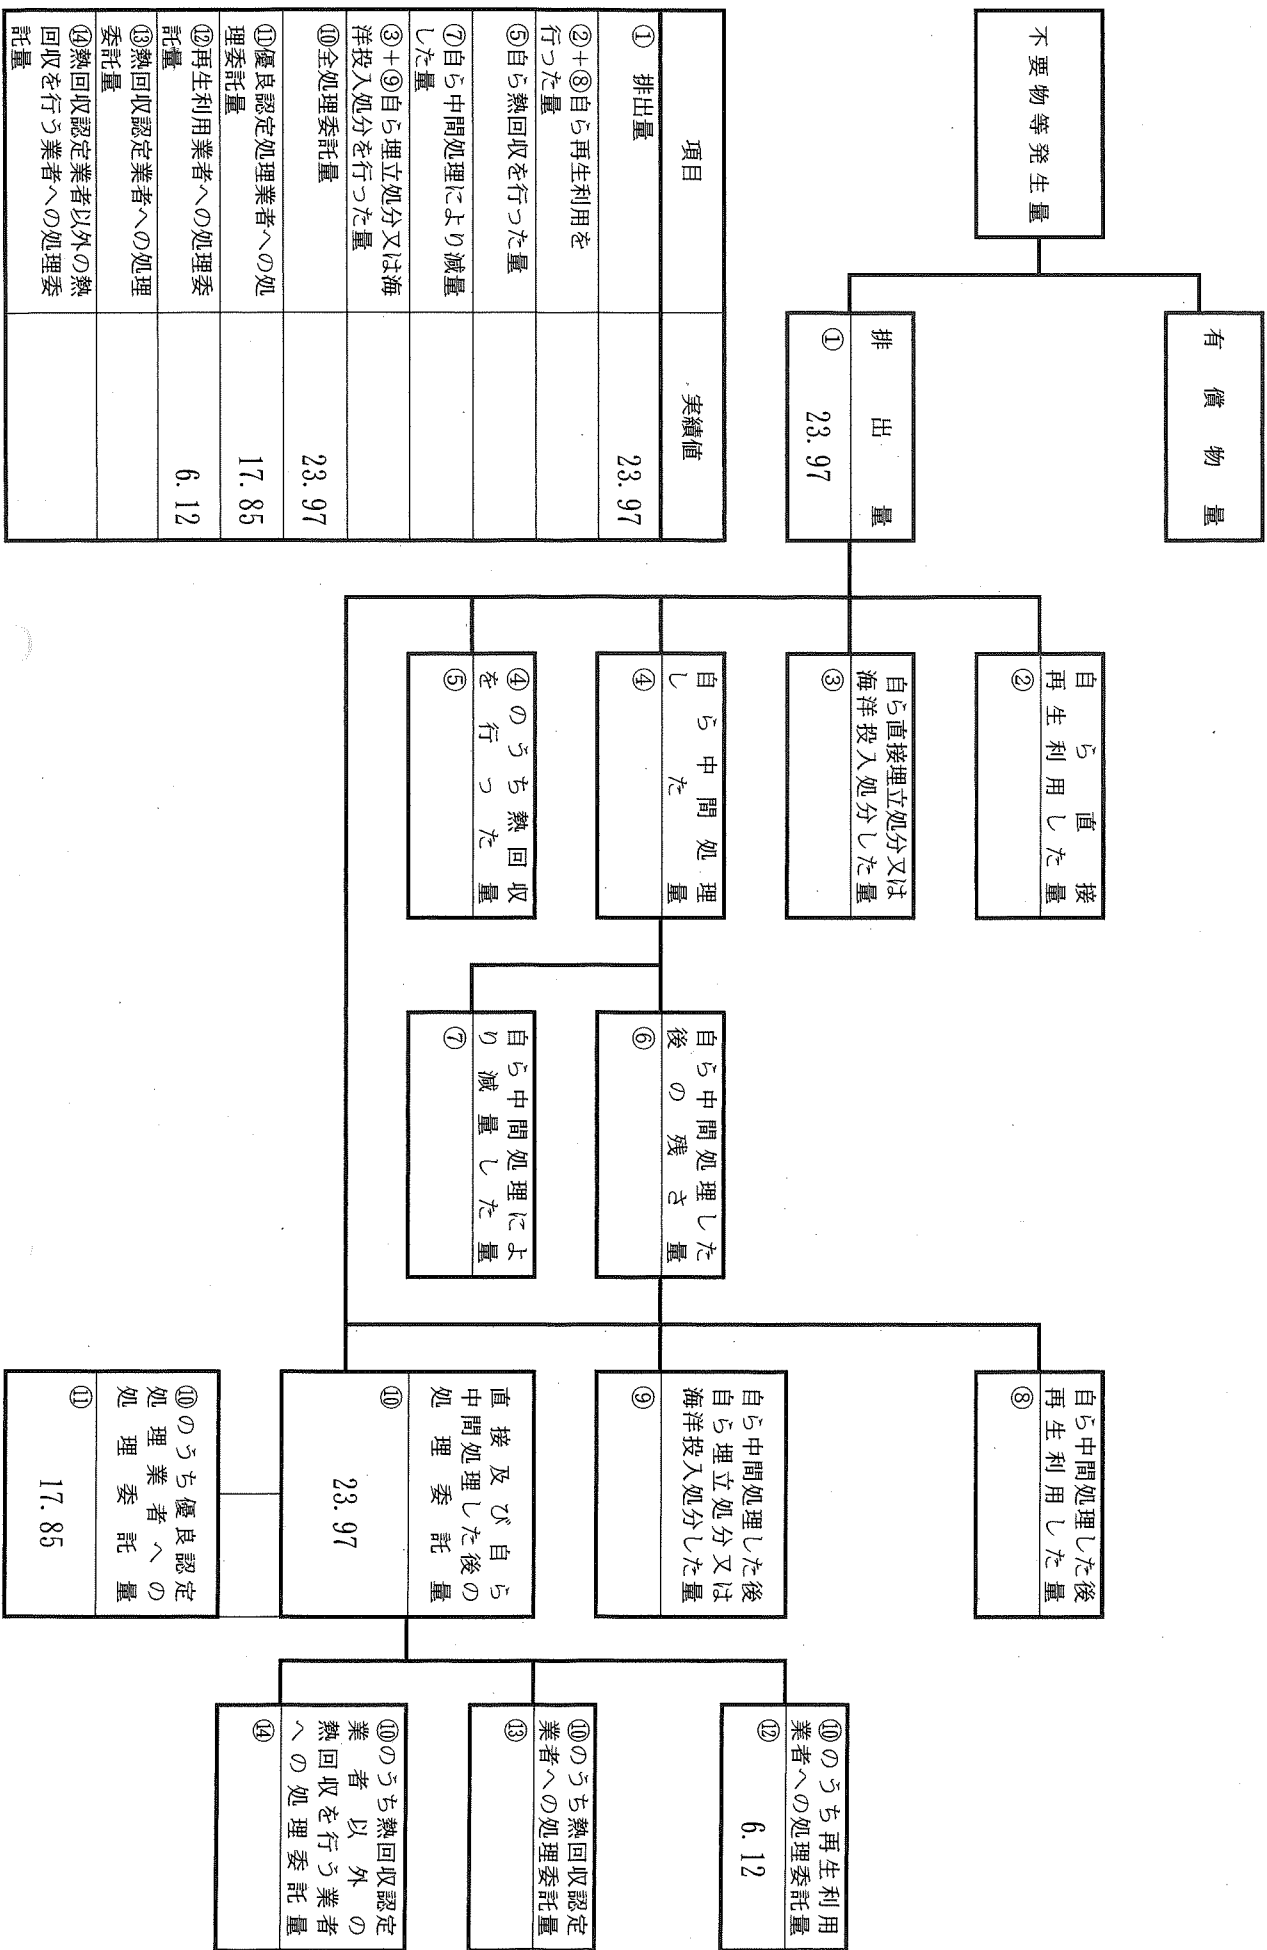 不要物等発生量
有償物量
排出量
① 23.97
自ら直接
再生利用した量
②
自ら直接埋立処分又は
海洋投入処分した量
③
自ら中間処理
した量
④
④のうち熱回収
を行った量
⑤
自ら中間処理した
後の残さ量
⑥
自ら中間処理によ
り減量した量
⑦
自ら中間処理した後
再生利用した量
⑧
自ら中間処理した後
自ら埋立処分又は
海洋投入処分した量
⑨
直接及び自ら
中間処理した後の
処理委託量
⑩
23.97
⑩のうち優良認定
処理業者への
処理委託量
⑪
17.85
⑩のうち再生利用
業者への処理委託量
⑫
6.12
⑩のうち熱回収認定
業者への処理委託量
⑬
⑩のうち熱回収認定
業者以外の
熱回収を行う業者
への処理委託量
⑭
項目 実績値
① 排出量 23.97
②+⑧自ら再生利用を
行った量
⑤自ら熱回収を行った量
⑦自ら中間処理により減量
した量
③+⑨自ら埋立処分又は海
洋投入処分を行った量
⑩全処理委託量 23.97
⑪優良認定処理業者への処
理委託量 17.85
⑫再生利用業者への処理委
託量 6.12
⑬熱回収認定業者への処理
委託量
⑭熱回収認定業者以外の熱
回収を行う業者への処理委
託量